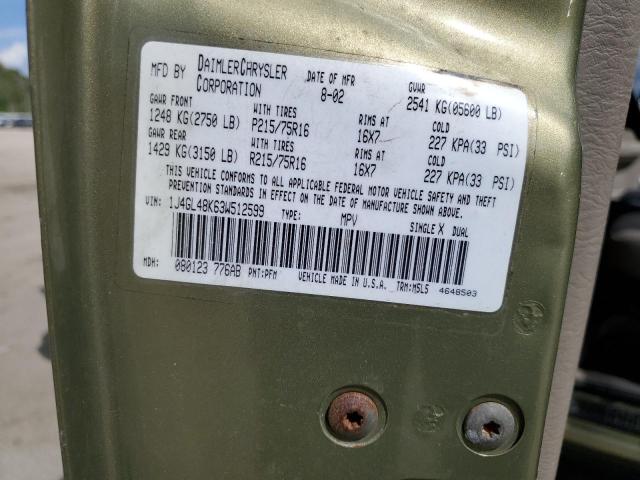 MFD BY DAIMLERCHRYSLER CORPORATION DATE OF MFR 8-02 GVWR 2541 KG(05600 LB)
GAWR FRONT WITH TIRES RIMS AT COLD
1248 KG(2750 LB) P215/75R16 16X7 227 KPA(33 PSI)
GAWR REAR WITH TIRES RIMS AT COLD
1429 KG(3150 LB) R215/75R16 16X7 227 KPA(33 PSI)
THIS VEHICLE CONFORMS TO ALL APPLICABLE FEDERAL MOTOR VEHICLE SAFETY AND THEFT
PREVENTION STANDARDS IN EFFECT ON THE DATE OF MANUFACTURE SHOWN ABOVE.
VIN: 1J4GL48K63W512599 TYPE: MPV SINGLE X DUAL
MDH: 080123 776AB PNT:PFM VEHICLE MADE IN U.S.A. TRM:M5L5 4648503